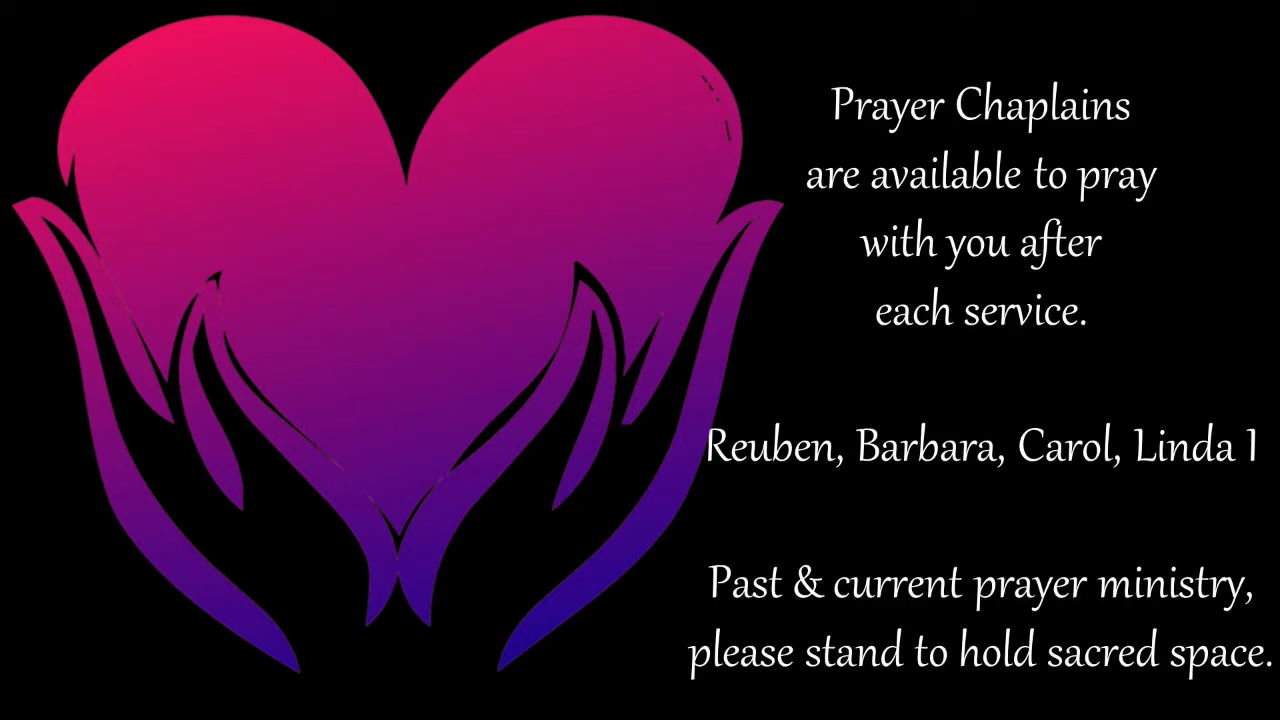 Prayer Chaplains
are available to pray
with you after
each service.
Reuben, Barbara, Carol, Linda I
Past & current prayer ministry,
please stand to hold sacred space.